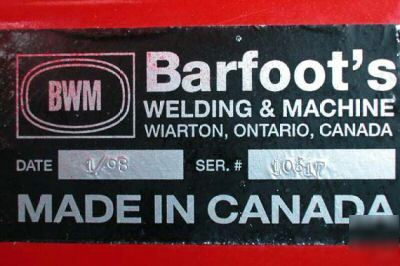 BWM
Barfoot's
WELDING & MACHINE
WIARTON, ONTARIO, CANADA
DATE 1/98 SER. # 10517
MADE IN CANADA